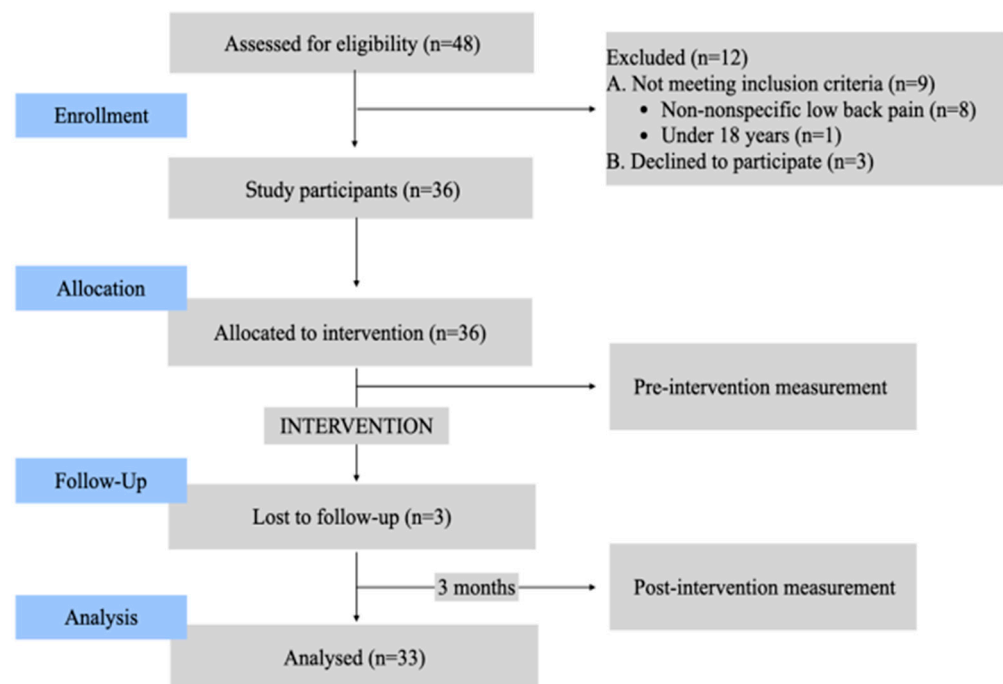 Assessed for eligibility (n=48)
Excluded (n=12)
A. Not meeting inclusion criteria (n=9)
• Non-nonspecific low back pain (n=8)
• Under 18 years (n=1)
B. Declined to participate (n=3)
Enrollment
Study participants (n=36)
Allocation
Allocated to intervention (n=36)
Pre-intervention measurement
INTERVENTION
Follow-Up
Lost to follow-up (n=3)
3 months
Post-intervention measurement
Analysis
Analysed (n=33)